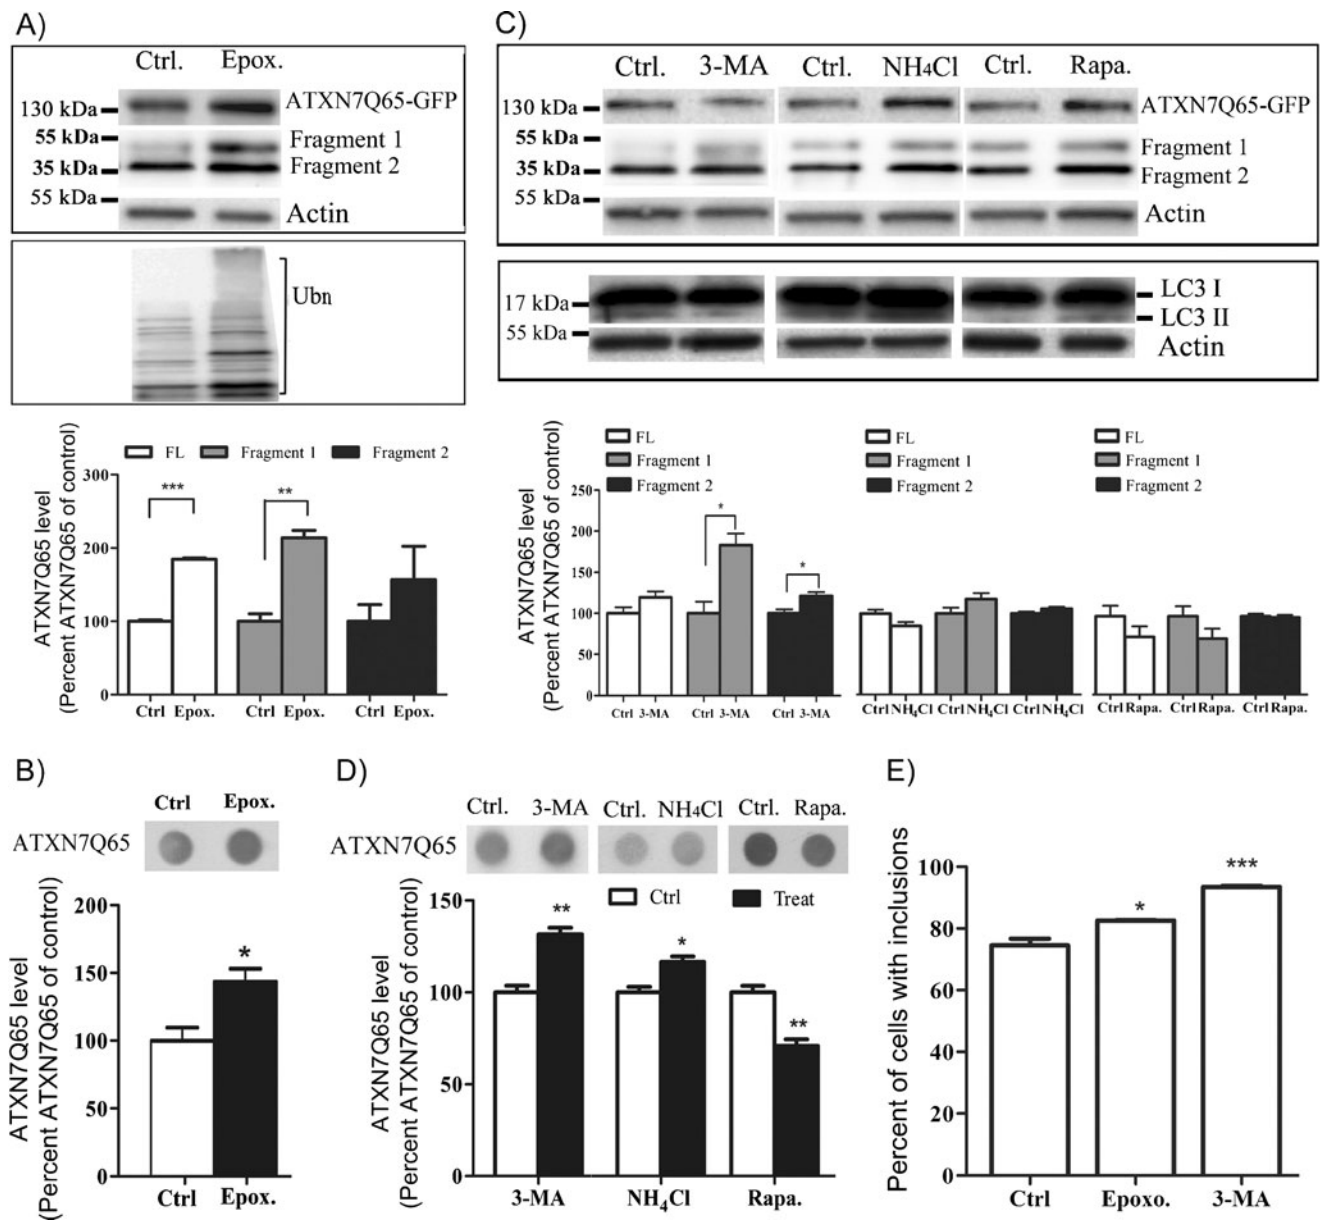 A)
Ctrl. Epox.
130 kDa ATXN7Q65-GFP
55 kDa Fragment 1
35 kDa Fragment 2
55 kDa Actin
Ubn
FL Fragment 1 Fragment 2
ATXN7Q65 level
(Percent ATXN7Q65 of control)
300
200
100
0
*** **
Ctrl Epox. Ctrl Epox. Ctrl Epox.
C)
Ctrl. 3-MA Ctrl. NH4Cl Ctrl. Rapa.
130 kDa ATXN7Q65-GFP
55 kDa Fragment 1
35 kDa Fragment 2
55 kDa Actin
17 kDa LC3 I
LC3 II
55 kDa Actin
FL FL FL
Fragment 1 Fragment 1 Fragment 1
Fragment 2 Fragment 2 Fragment 2
ATXN7Q65 level
(Percent ATXN7Q65 of control)
250
200
150
100
50
0
* *
Ctrl 3-MA Ctrl 3-MA Ctrl 3-MA
Ctrl NH4Cl Ctrl NH4Cl Ctrl NH4Cl
Ctrl Rapa. Ctrl Rapa. Ctrl Rapa.
B)
Ctrl Epox.
ATXN7Q65
ATXN7Q65 level
(Percent ATXN7Q65 of control)
200
150
100
50
0
*
Ctrl Epox.
D)
Ctrl. 3-MA Ctrl. NH4Cl Ctrl. Rapa.
ATXN7Q65
Ctrl Treat
ATXN7Q65 level
(Percent ATXN7Q65 of control)
150
100
50
0
** * **
3-MA NH4Cl Rapa.
E)
Percent of cells with inclusions
100
80
60
40
20
0
* ***
Ctrl Epoxo. 3-MA